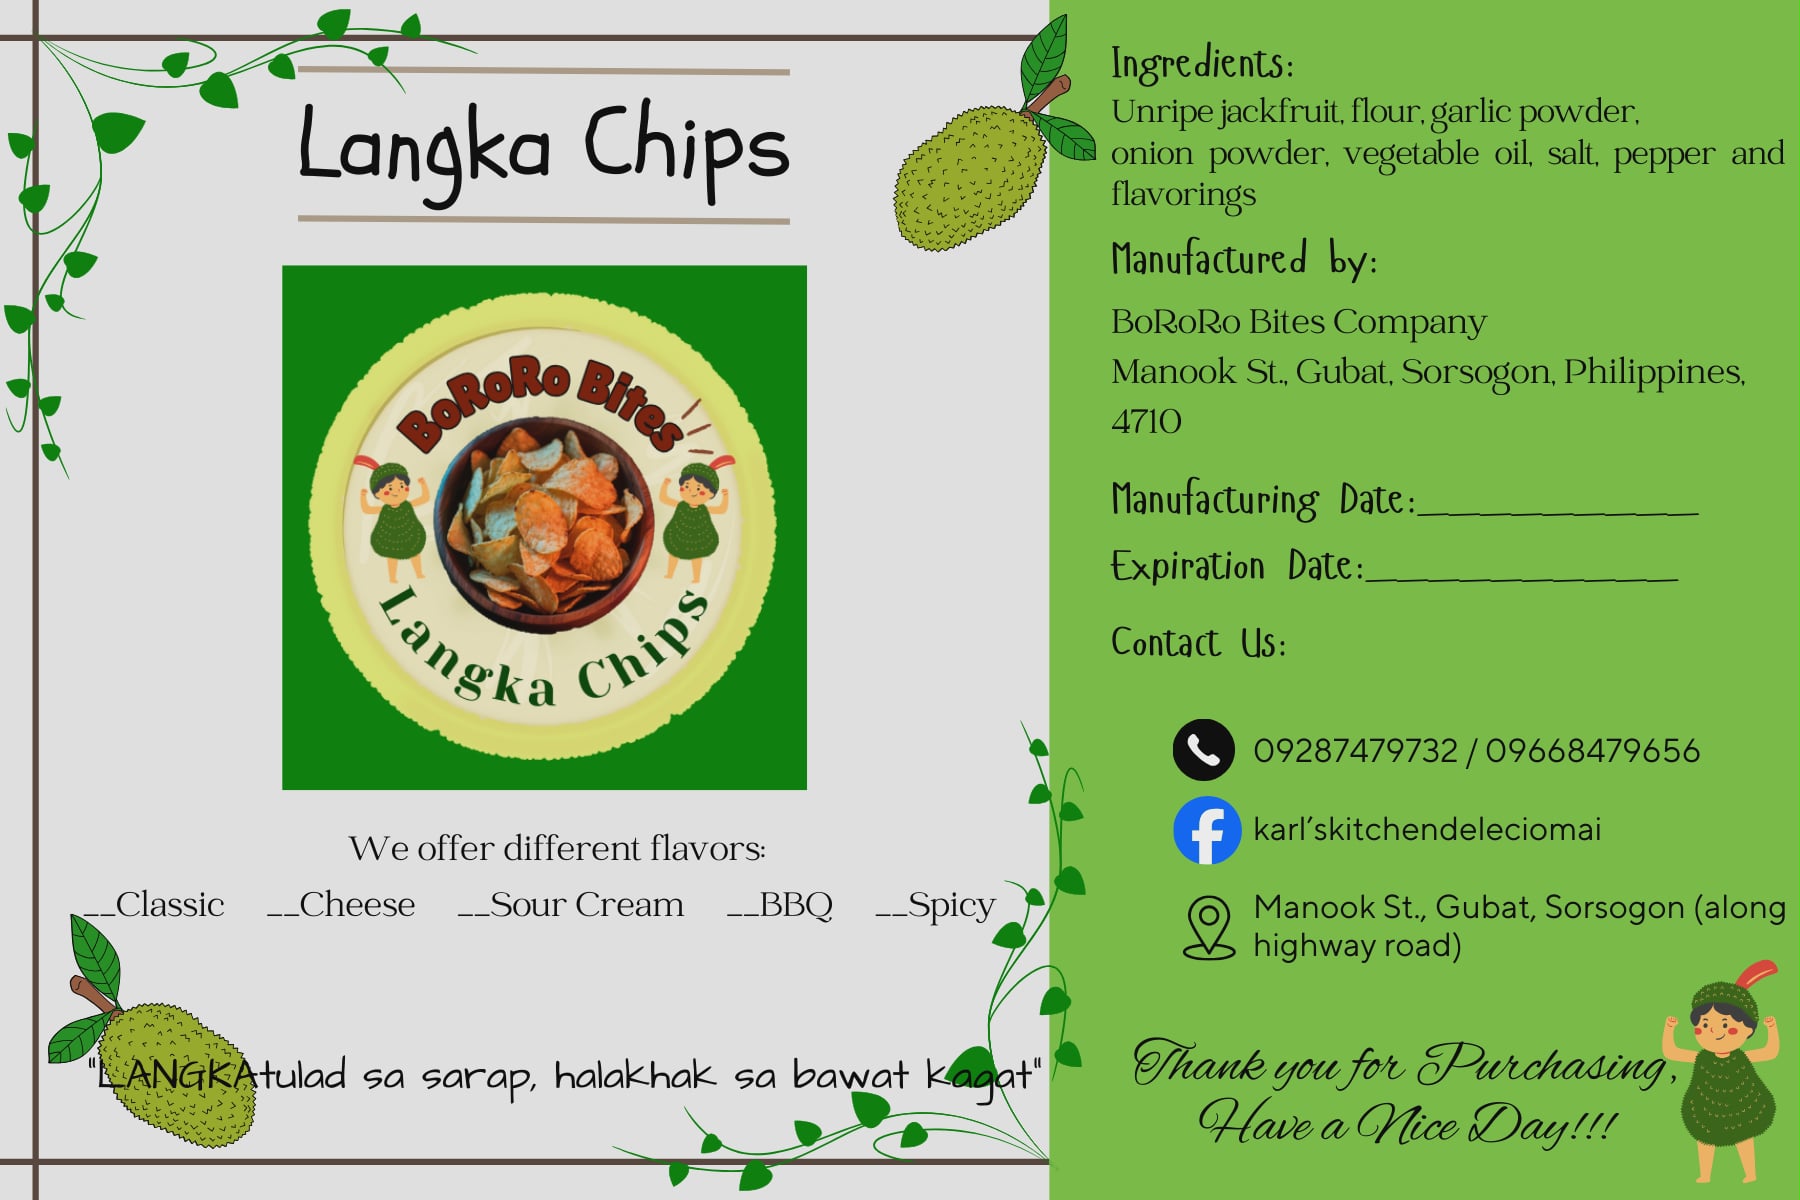 Langka Chips
BoRoRo Bites
Langka Chips
We offer different flavors:
__Classic __Cheese __Sour Cream __BBQ __Spicy
"LANGKAtulad sa sarap, halakhak sa bawat kagat"
Ingredients:
Unripe jackfruit, flour, garlic powder,
onion powder, vegetable oil, salt, pepper and
flavorings
Manufactured by:
BoRoRo Bites Company
Manook St., Gubat, Sorsogon, Philippines,
4710
Manufacturing Date:_________
Expiration Date:__________
Contact Us:
09287479732 / 09668479656
karl'skitchendeleciomai
Manook St., Gubat, Sorsogon (along
highway road)
Thank you for Purchasing,
Have a Nice Day!!!